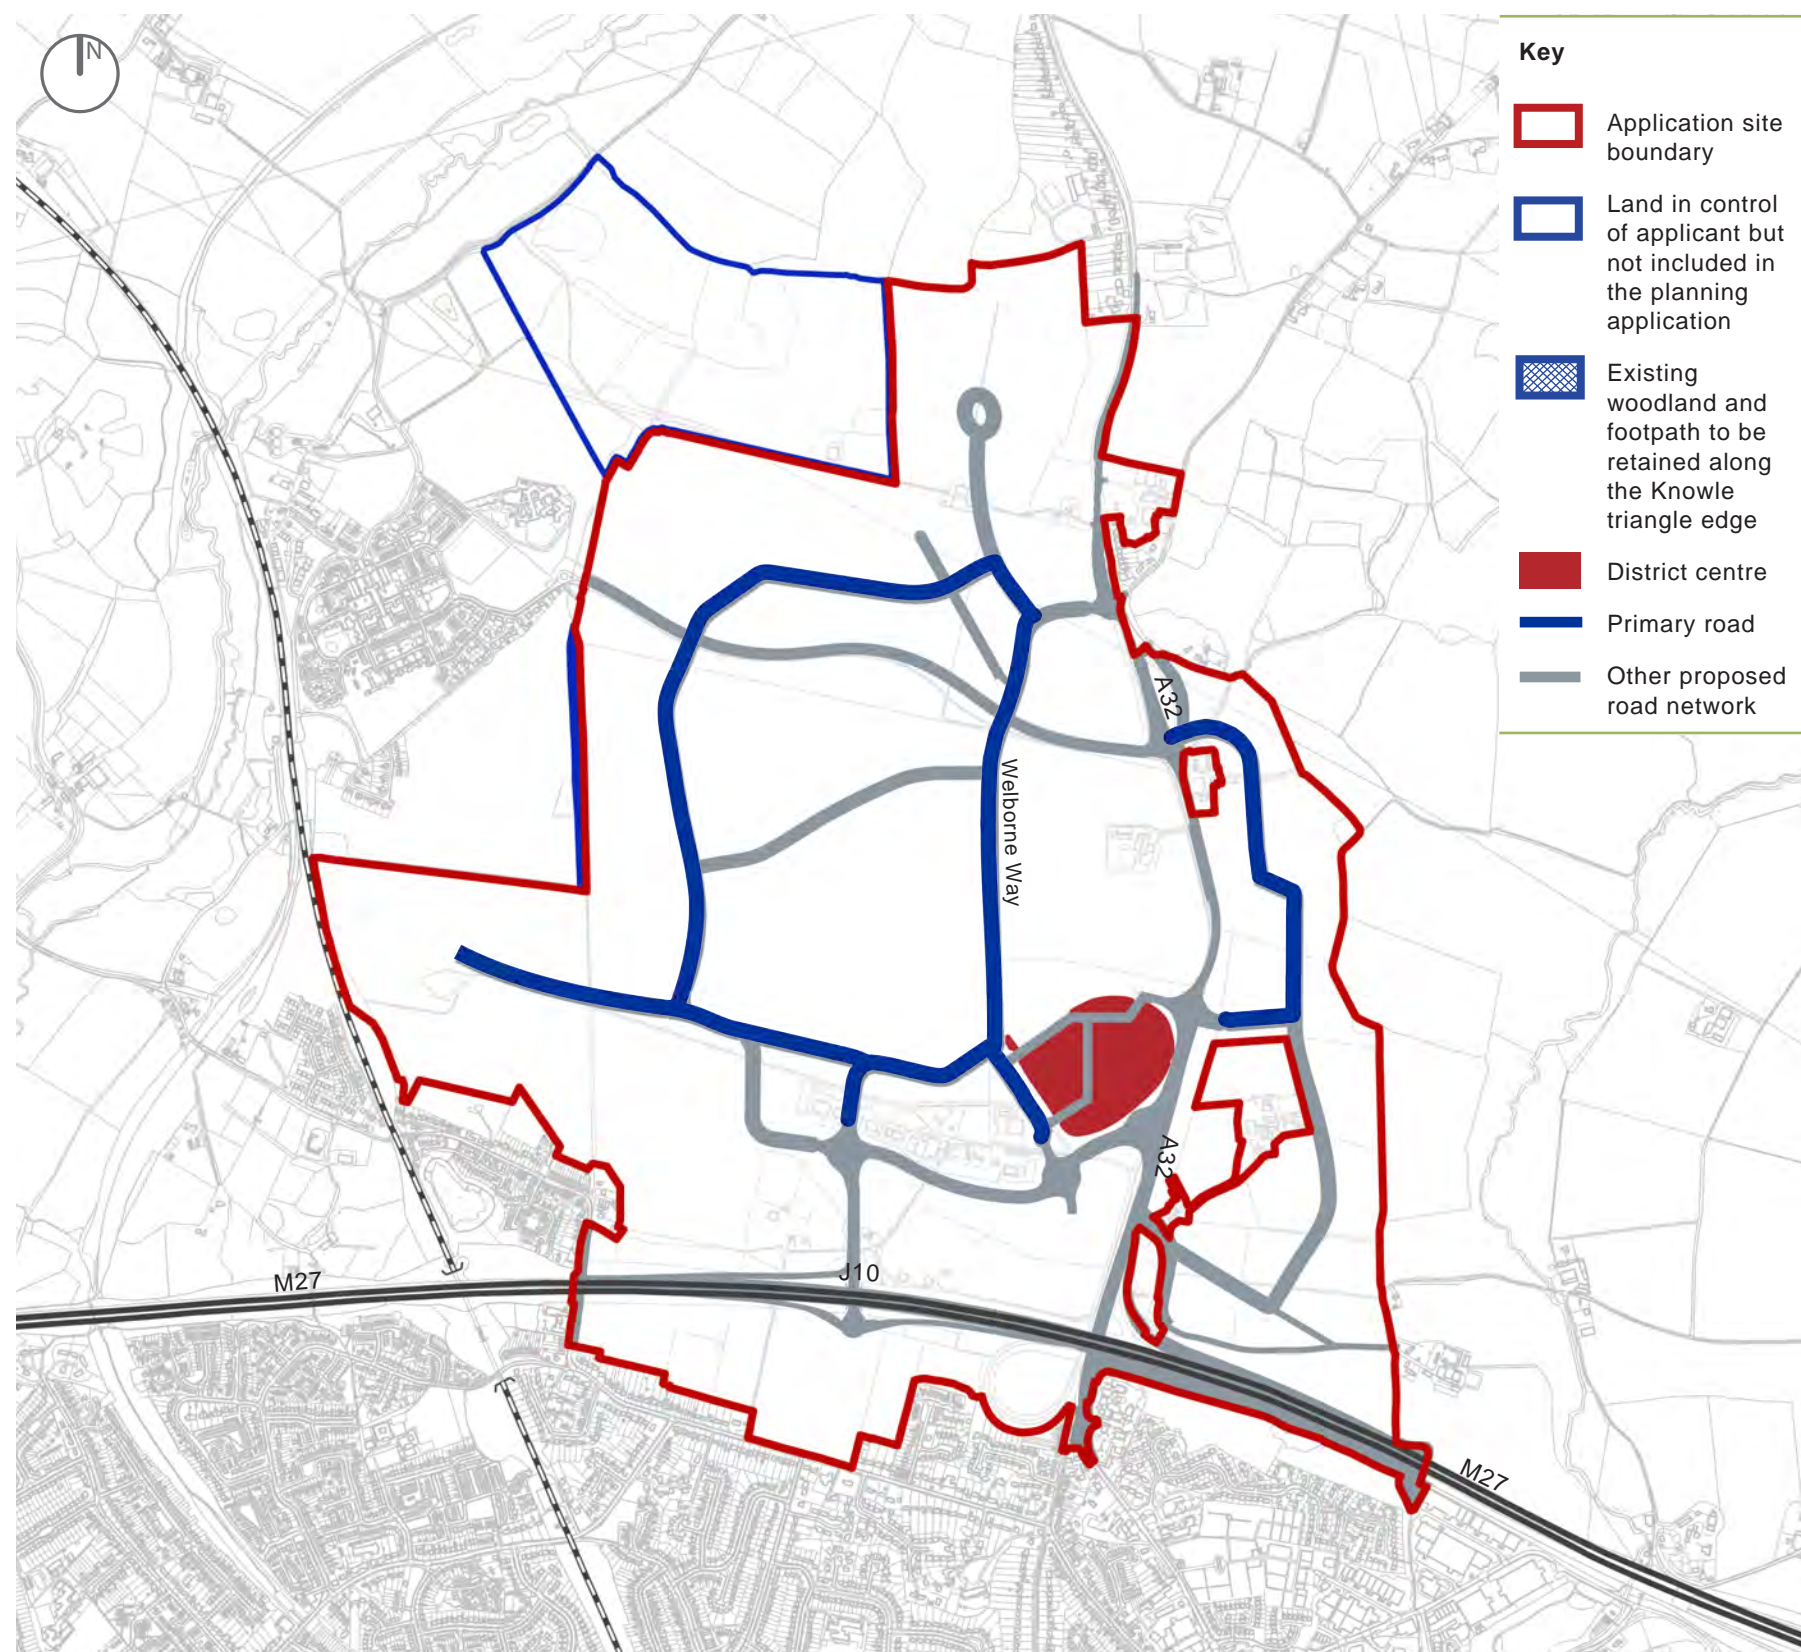 N
Key
Application site
boundary
Land in control
of applicant but
not included in
the planning
application
Existing
woodland and
footpath to be
retained along
the Knowle
triangle edge
District centre
Primary road
Other proposed
road network
A32
Welborne Way
A32
J10
M27
M27